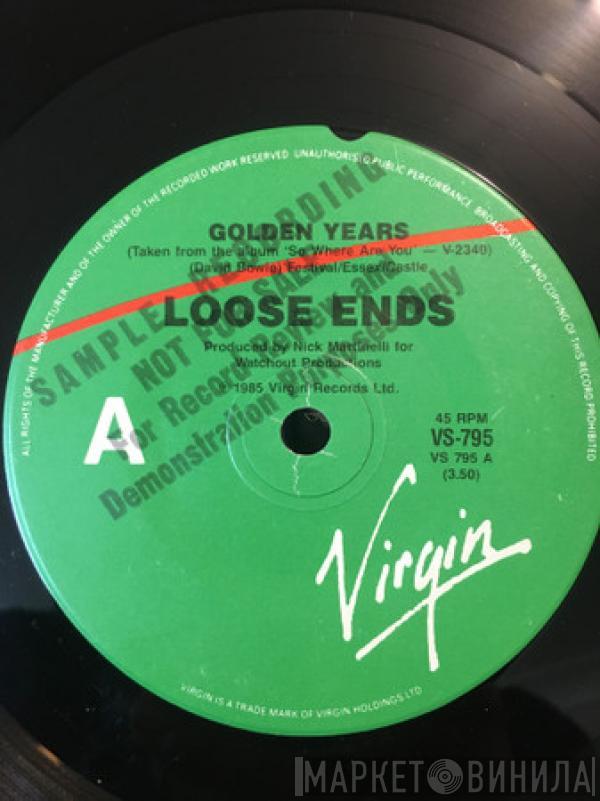 ALL RIGHTS OF THE MANUFACTURER AND OF THE OWNER OF THE RECORDED WORK RESERVED UNAUTHORISED PUBLIC PERFORMANCE BROADCASTING AND COPYING OF THIS RECORD PROHIBITED
GOLDEN YEARS
(Taken from the album 'So Where Are You' — V-2340)
(David Bowie) Festival/Essex/Castle
LOOSE ENDS
Produced by Nick Martinelli for
Watchout Productions
℗ 1985 Virgin Records Ltd.
SAMPLE RECORDING
NOT FOR SALE
For Record Review and
Demonstration Purposes Only
A
45 RPM
VS-795
VS 795 A
(3.50)
Virgin
VIRGIN IS A TRADE MARK OF VIRGIN HOLDINGS LTD
МАРКЕТ ВИНИЛА